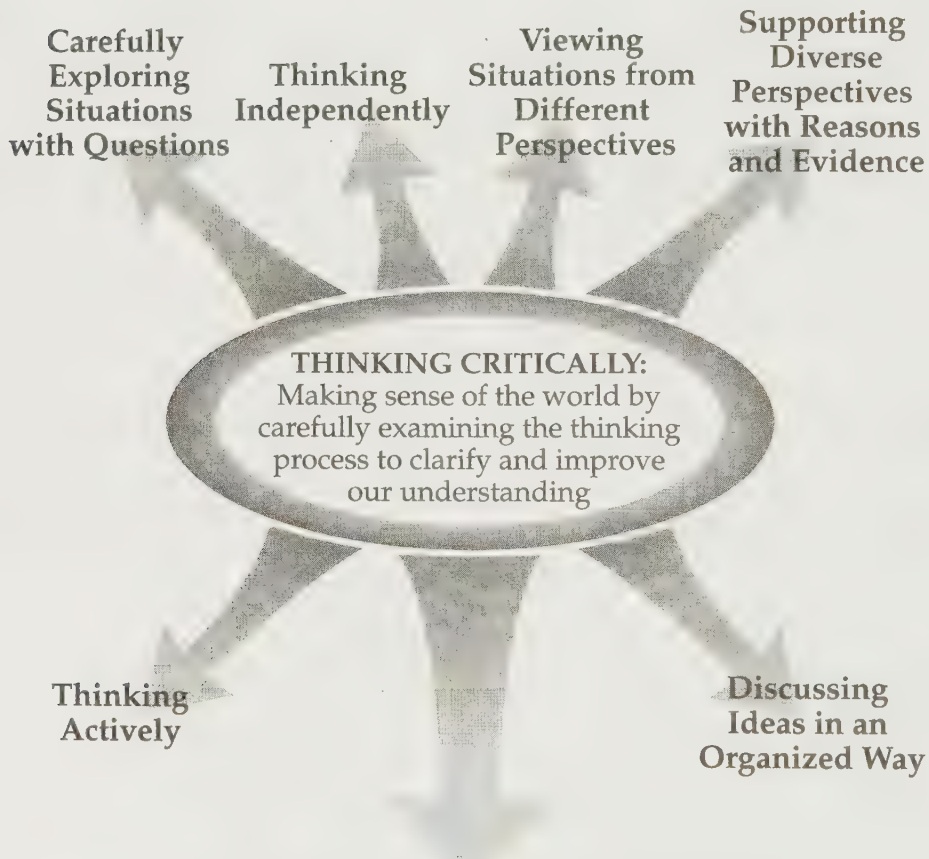 Carefully
Exploring
Situations
with Questions
Thinking
Independently
Viewing
Situations from
Different
Perspectives
Supporting
Diverse
Perspectives
with Reasons
and Evidence
THINKING CRITICALLY:
Making sense of the world by
carefully examining the thinking
process to clarify and improve
our understanding
Thinking
Actively
Discussing
Ideas in an
Organized Way